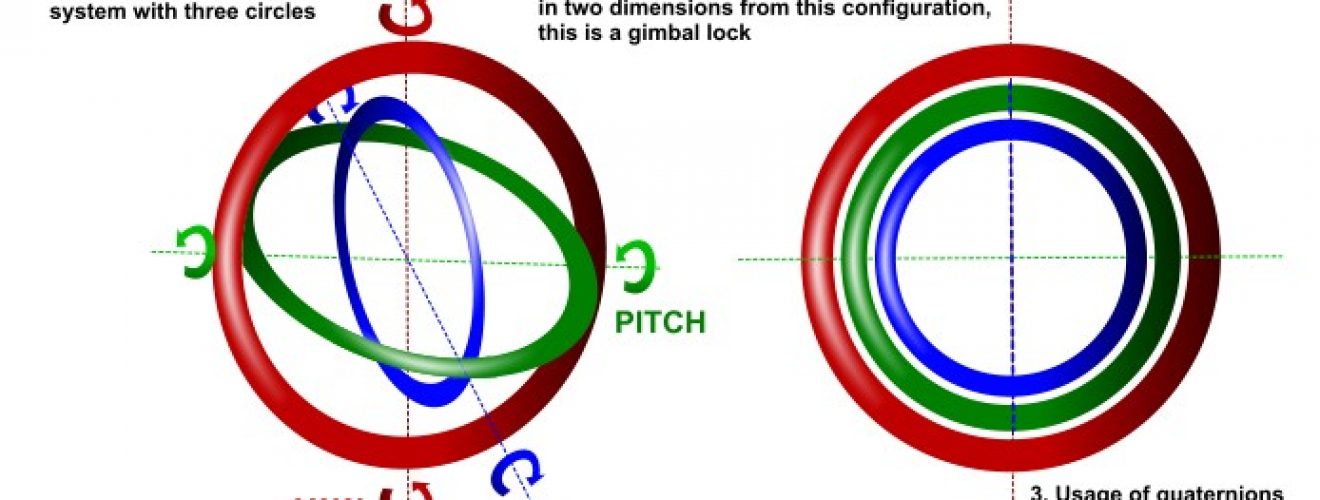 system with three circles
in two dimensions from this configuration,
this is a gimbal lock
PITCH
3. Usage of quaternions